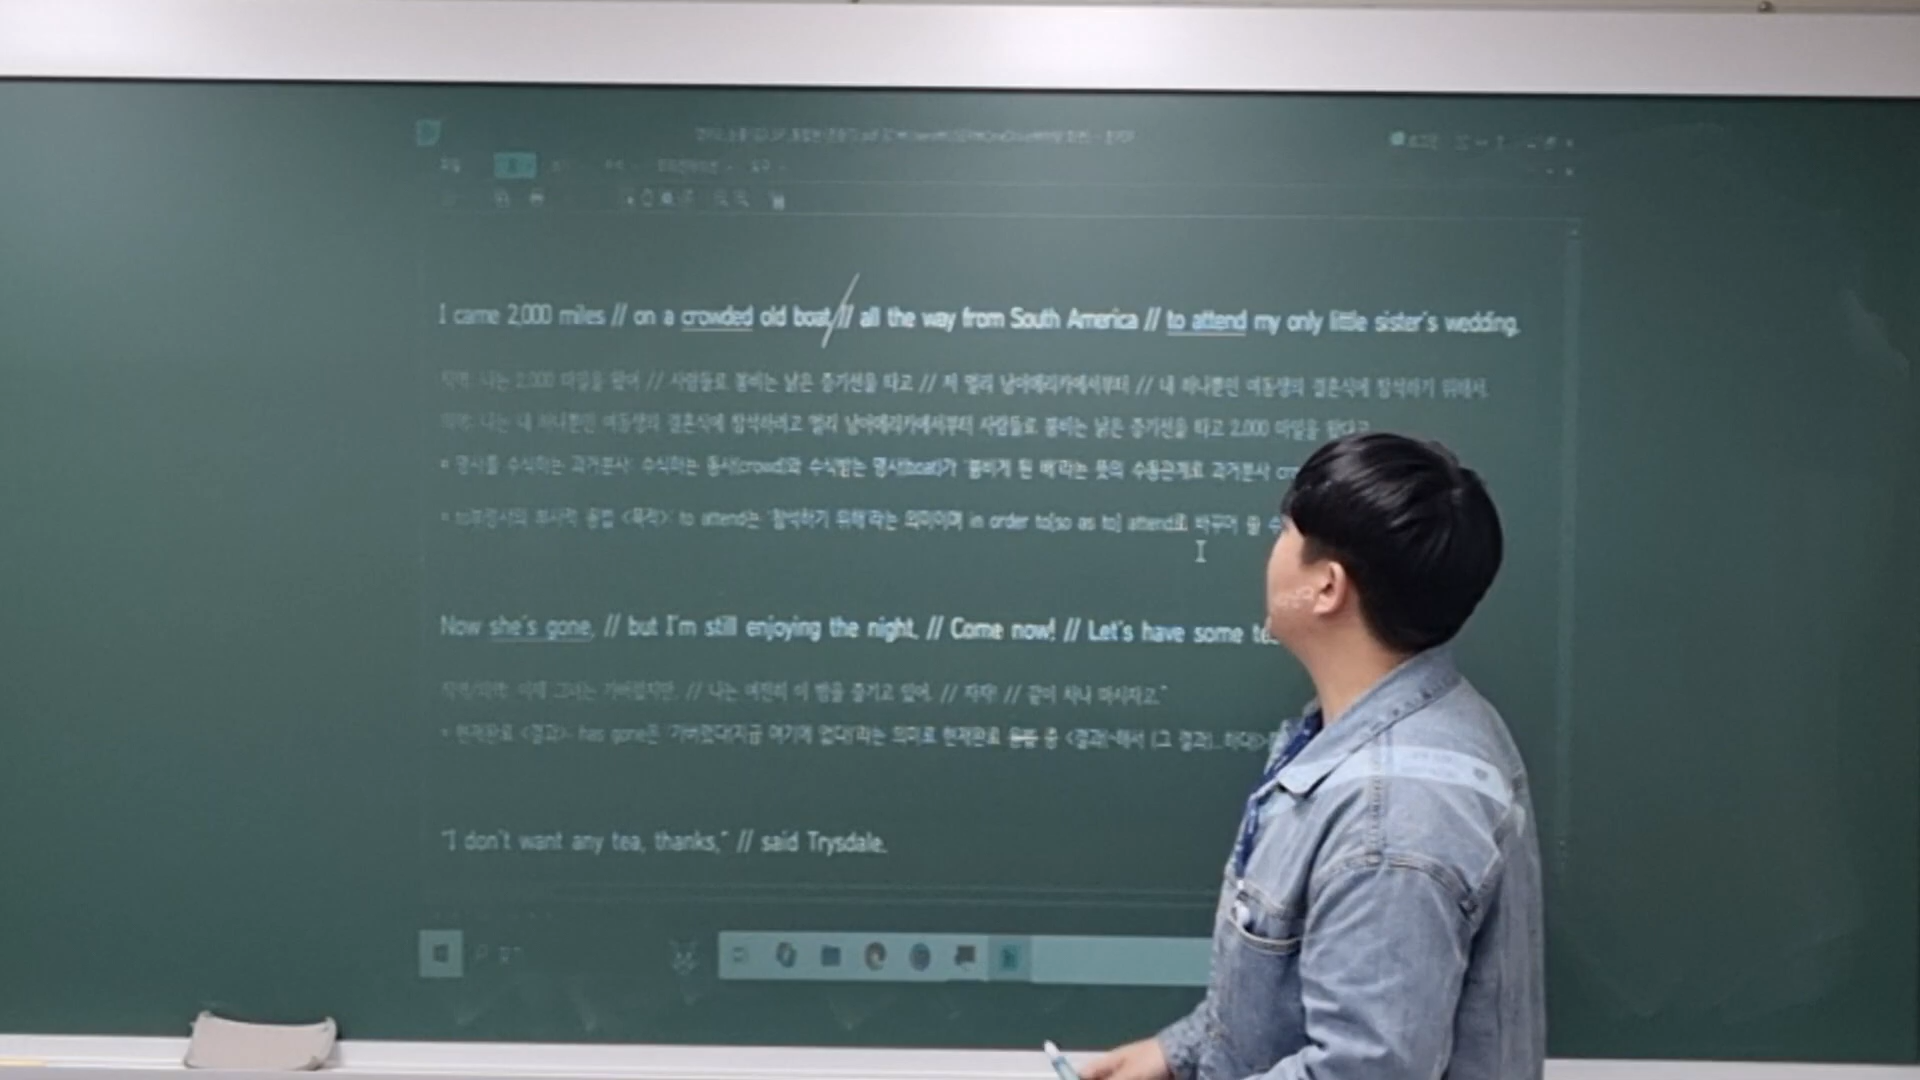 I came 2,000 miles // on a crowded old boat // all the way from South America // to attend my only little sister's wedding.
직역: 나는 2,000 마일을 왔어 // 사람들로 붐비는 낡은 증기선을 타고 // 저 멀리 남아메리카에서부터 // 내 하나뿐인 여동생의 결혼식에 참석하기 위해서.
의역: 나는 내 하나뿐인 여동생의 결혼식에 참석하려고 멀리 남아메리카에서부터 사람들로 붐비는 낡은 증기선을 타고 2,000 마일을 왔다고
명사를 수식하는 과거분사: 수식하는 동사(crowd)와 수식받는 명사(boat)가 '붐비게 된 배'라는 뜻의 수동관계로 과거분사
to부정사의 부사적 용법 <목적>: to attend는 '참석하기 위해'라는 의미이며 in order to[so as to] attend로 바꾸어 쓸 수
Now she's gone, // but I'm still enjoying the night. // Come now! // Let's have some
직역/의역: 이제 그녀는 가버렸지만, // 나는 여전히 이 밤을 즐기고 있어. // 자자! // 같이 차나 마시자고."
현재완료 <결과>: has gone은 '가버렸다(지금 여기에 없다)'라는 의미로 현재완료 용법 중 <결과(~해서 (그 결과)...하다)>
"I don't want any tea, thanks," // said Trysdale.